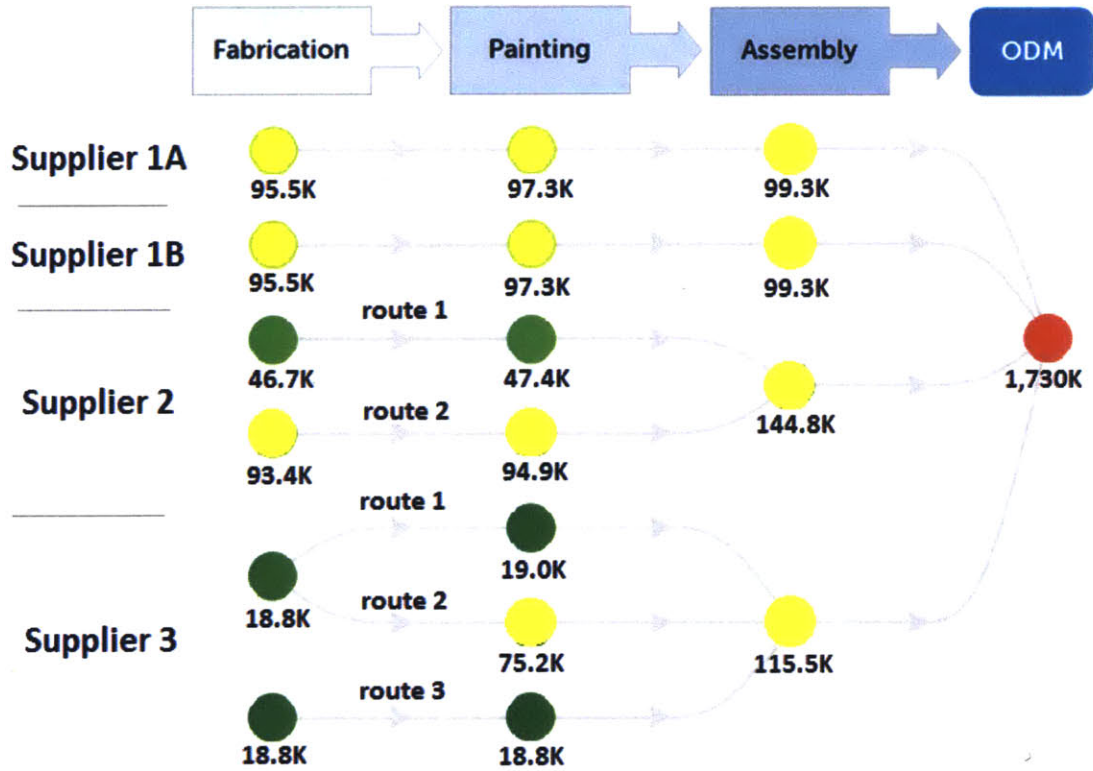 Fabrication
Painting
Assembly
ODM
Supplier 1A
95.5K
97.3K
99.3K
Supplier 1B
95.5K
97.3K
99.3K
route 1
46.7K
47.4K
1,730K
Supplier 2
route 2
144.8K
93.4K
94.9K
route 1
19.0K
route 2
18.8K
Supplier 3
75.2K
115.5K
route 3
18.8K
18.8K